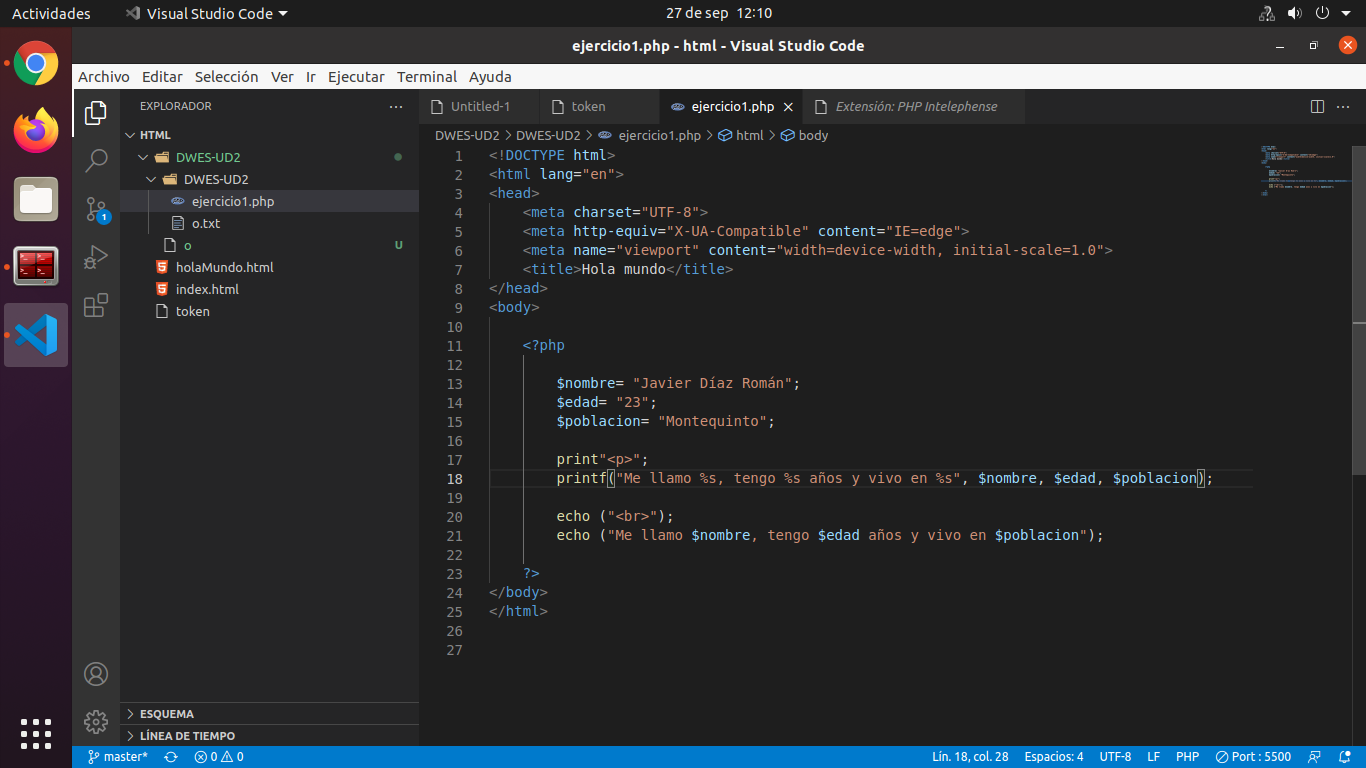 Actividades Visual Studio Code 27 de sep 12:10
ejercicio1.php - html - Visual Studio Code
Archivo Editar Selección Ver Ir Ejecutar Terminal Ayuda
EXPLORADOR
HTML
DWES-UD2
DWES-UD2
ejercicio1.php
o.txt
o U
holaMundo.html
index.html
token
ESQUEMA
LÍNEA DE TIEMPO
1
Untitled-1 token ejercicio1.php Extensión: PHP Intelephense
DWES-UD2 > DWES-UD2 > ejercicio1.php > html > body
1 <!DOCTYPE html>
2 <html lang="en">
3 <head>
4 <meta charset="UTF-8">
5 <meta http-equiv="X-UA-Compatible" content="IE=edge">
6 <meta name="viewport" content="width=device-width, initial-scale=1.0">
7 <title>Hola mundo</title>
8 </head>
9 <body>
10
11 <?php
12
13 $nombre= "Javier Díaz Román";
14 $edad= "23";
15 $poblacion= "Montequinto";
16
17 print"<p>";
18 printf("Me llamo %s, tengo %s años y vivo en %s", $nombre, $edad, $poblacion);
19
20 echo ("<br>");
21 echo ("Me llamo $nombre, tengo $edad años y vivo en $poblacion");
22
23 ?>
24 </body>
25 </html>
26
27
master* 0 0 Lín. 18, col. 28 Espacios: 4 UTF-8 LF PHP Port : 5500